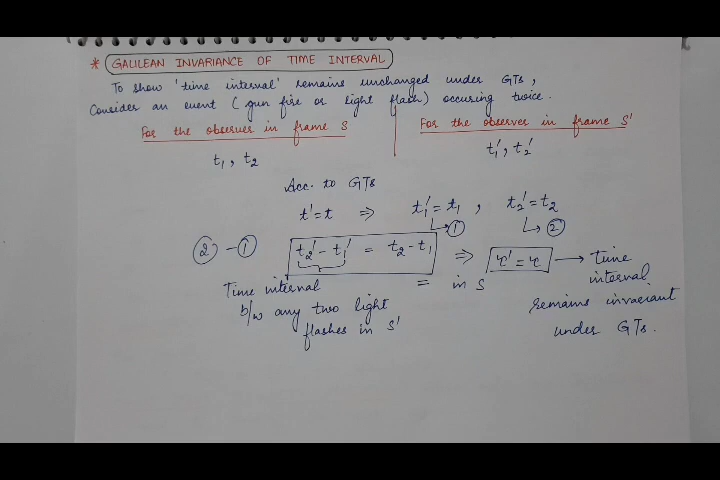 * GALILEAN INVARIANCE OF TIME INTERVAL
To show 'time interval' remains unchanged under GTs,
Consider an event (gun fire or light flash) occuring twice.
For the observer in frame S
For the observer in frame S'
t₁, t₂
t₁', t₂'
Acc. to GTs
t' = t ⇒ t₁' = t₁ , t₂' = t₂
① ②
② - ① t₂' - t₁' = t₂ - t₁ ⇒ τ' = τ → Time interval
Time interval = in S
b/w any two light
flashes in S'
remains invariant
under GTs.